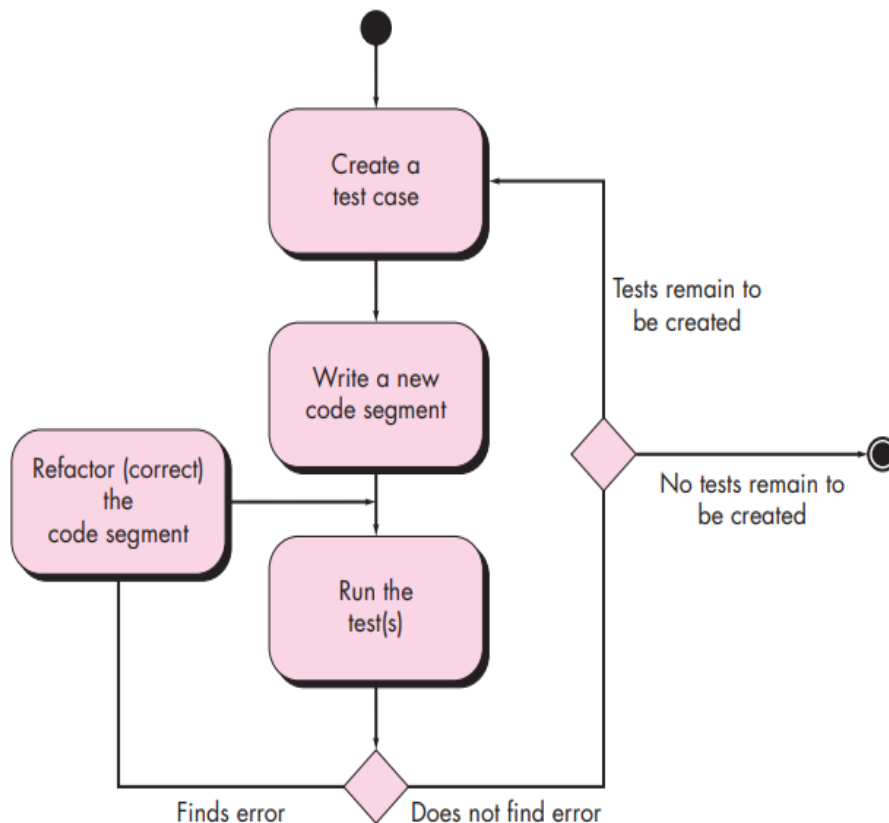 Create a
test case
Tests remain to
be created
Write a new
code segment
Refactor (correct)
the
code segment
No tests remain to
be created
Run the
test(s)
Finds error
Does not find error